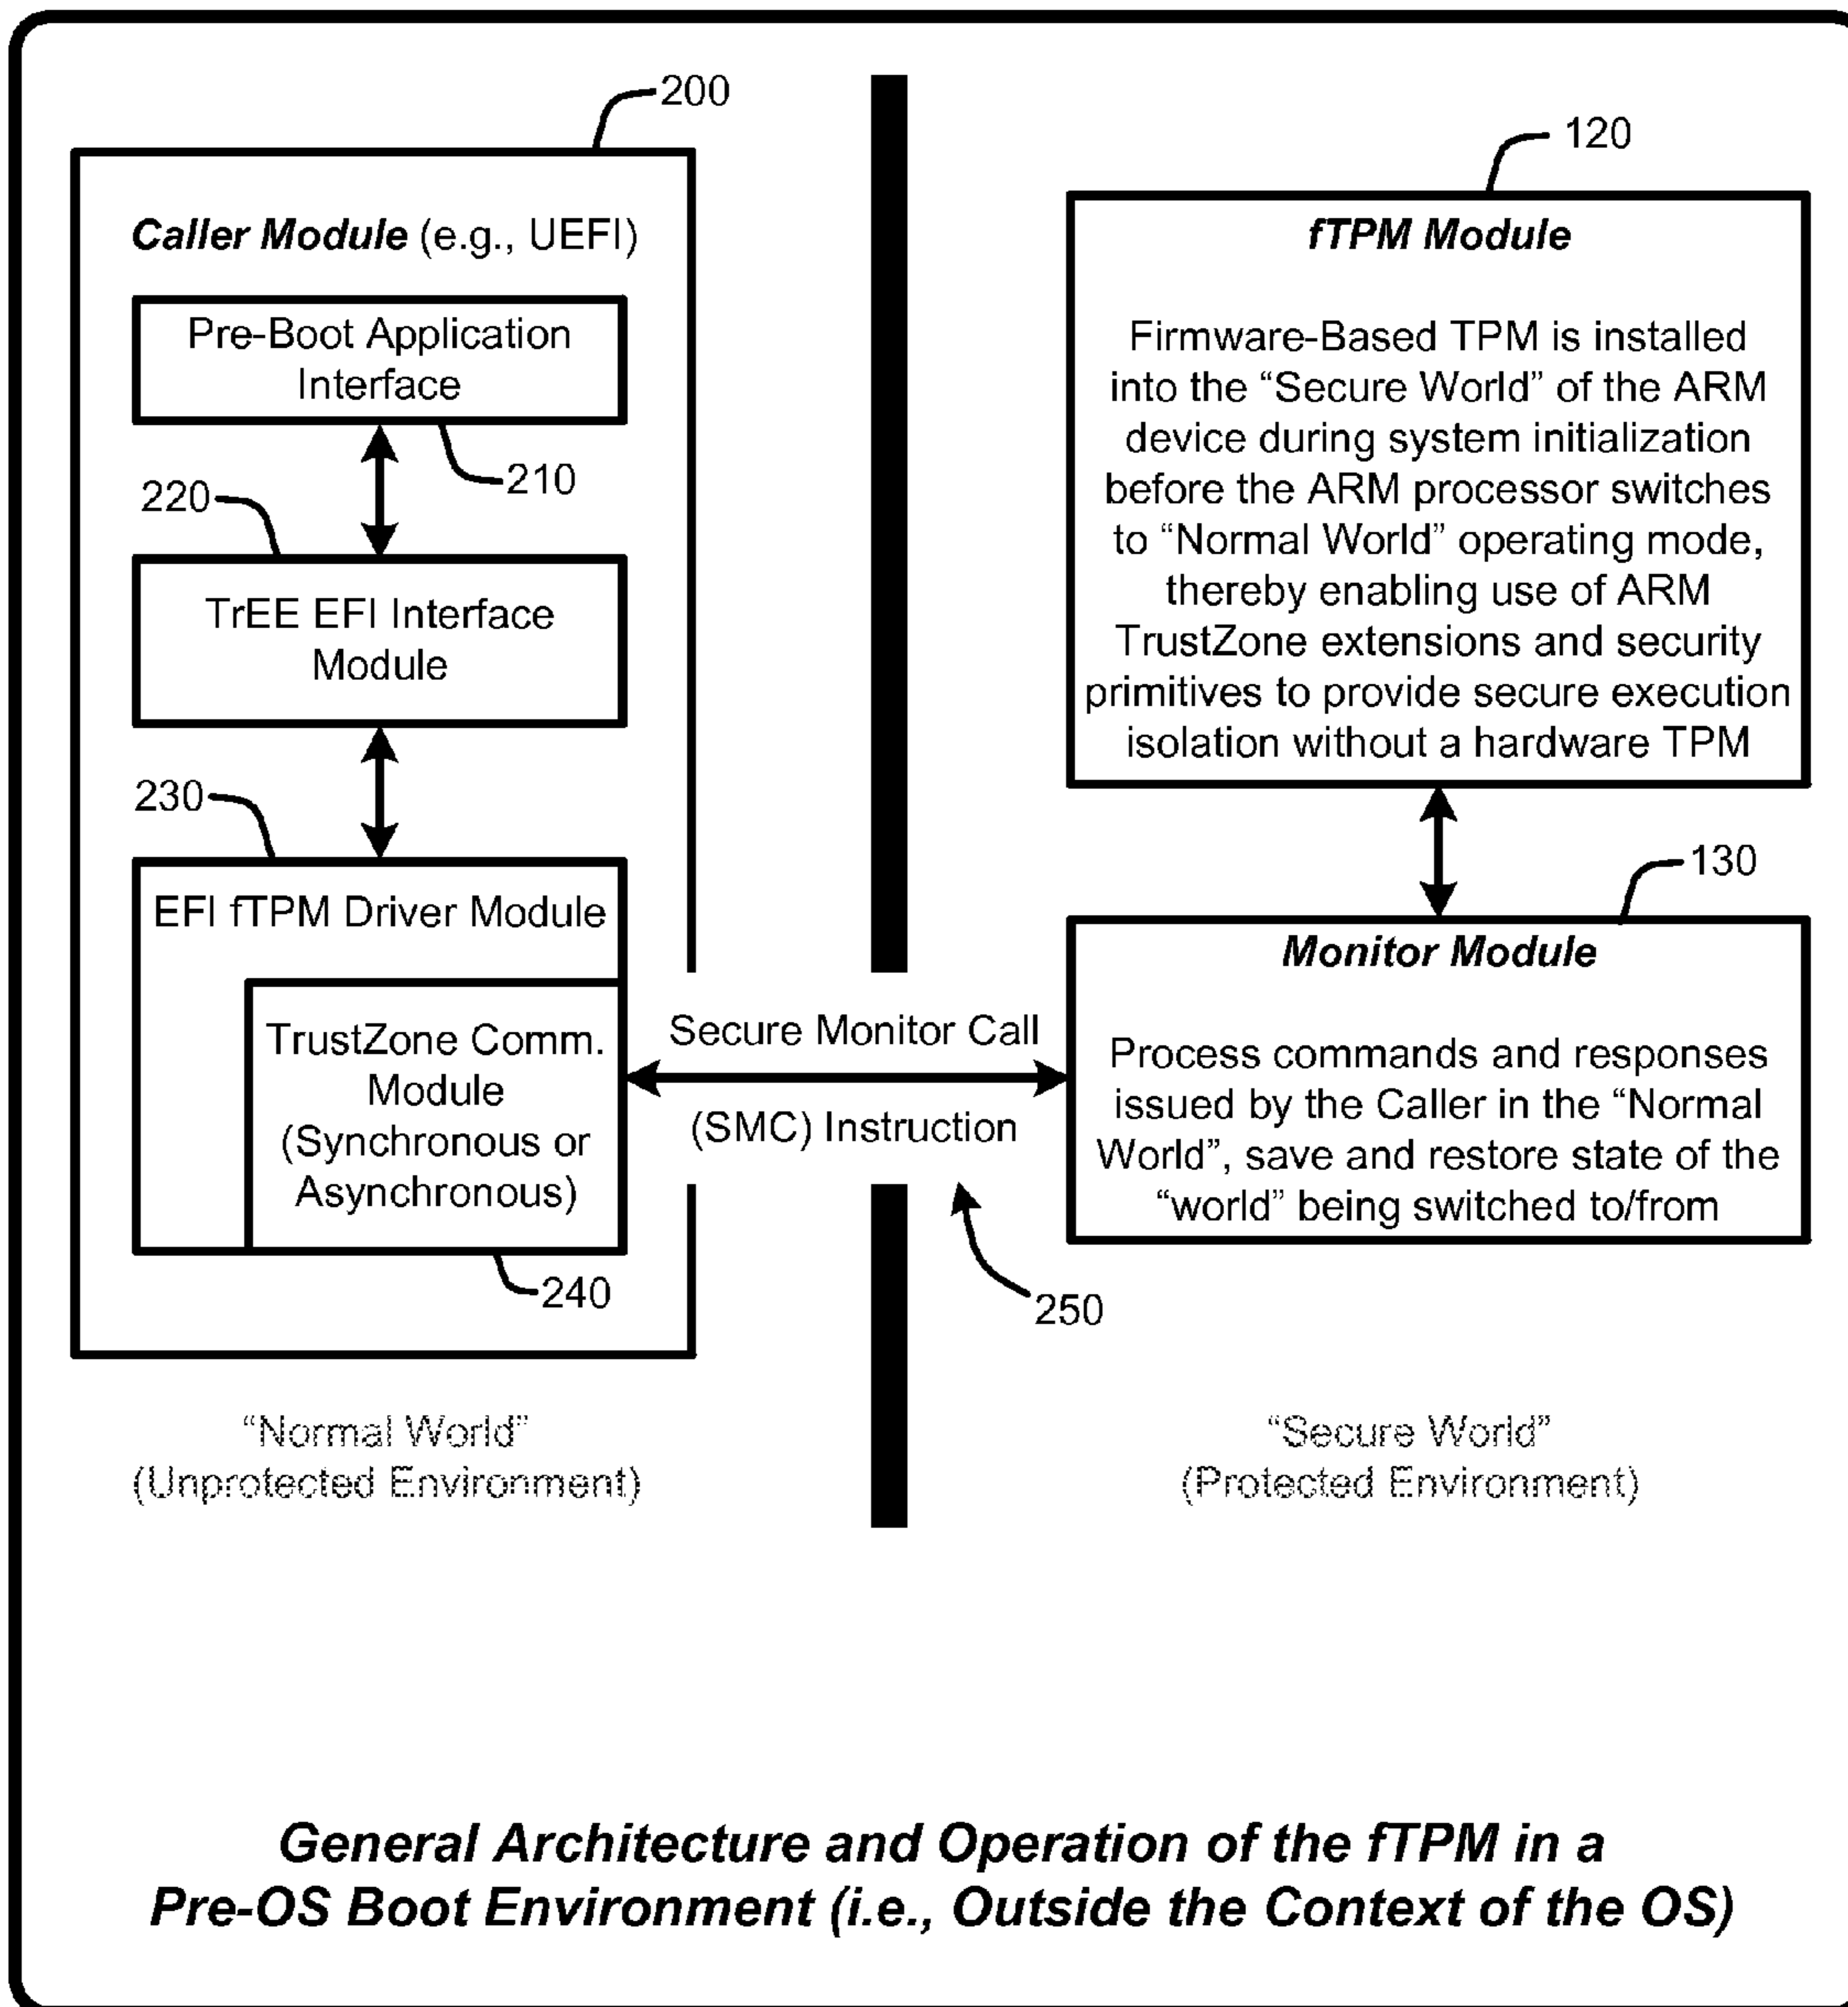 200
Caller Module (e.g., UEFI)
Pre-Boot Application
Interface
210
220
TrEE EFI Interface
Module
230
EFI fTPM Driver Module
TrustZone Comm.
Module
(Synchronous or
Asynchronous)
240
"Normal World"
(Unprotected Environment)
Secure Monitor Call
(SMC) Instruction
250
120
fTPM Module
Firmware-Based TPM is installed
into the “Secure World” of the ARM
device during system initialization
before the ARM processor switches
to “Normal World” operating mode,
thereby enabling use of ARM
TrustZone extensions and security
primitives to provide secure execution
isolation without a hardware TPM
130
Monitor Module
Process commands and responses
issued by the Caller in the “Normal
World”, save and restore state of the
“world” being switched to/from
“Secure World”
(Protected Environment)
General Architecture and Operation of the fTPM in a
Pre-OS Boot Environment (i.e., Outside the Context of the OS)